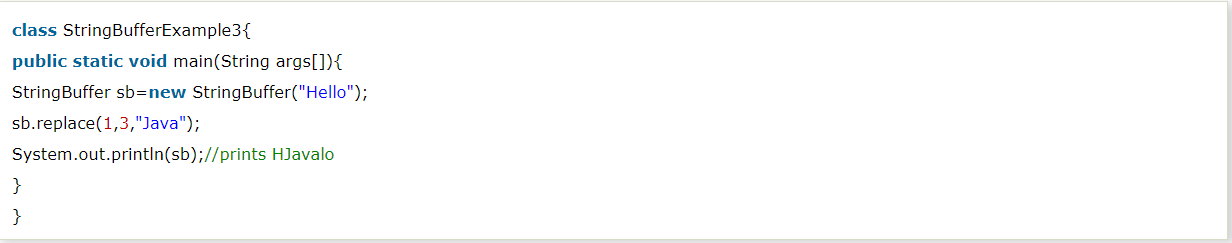 class StringBufferExample3{
public static void main(String args[]){
StringBuffer sb=new StringBuffer("Hello");
sb.replace(1,3,"Java");
System.out.println(sb);//prints HJavalo
}
}